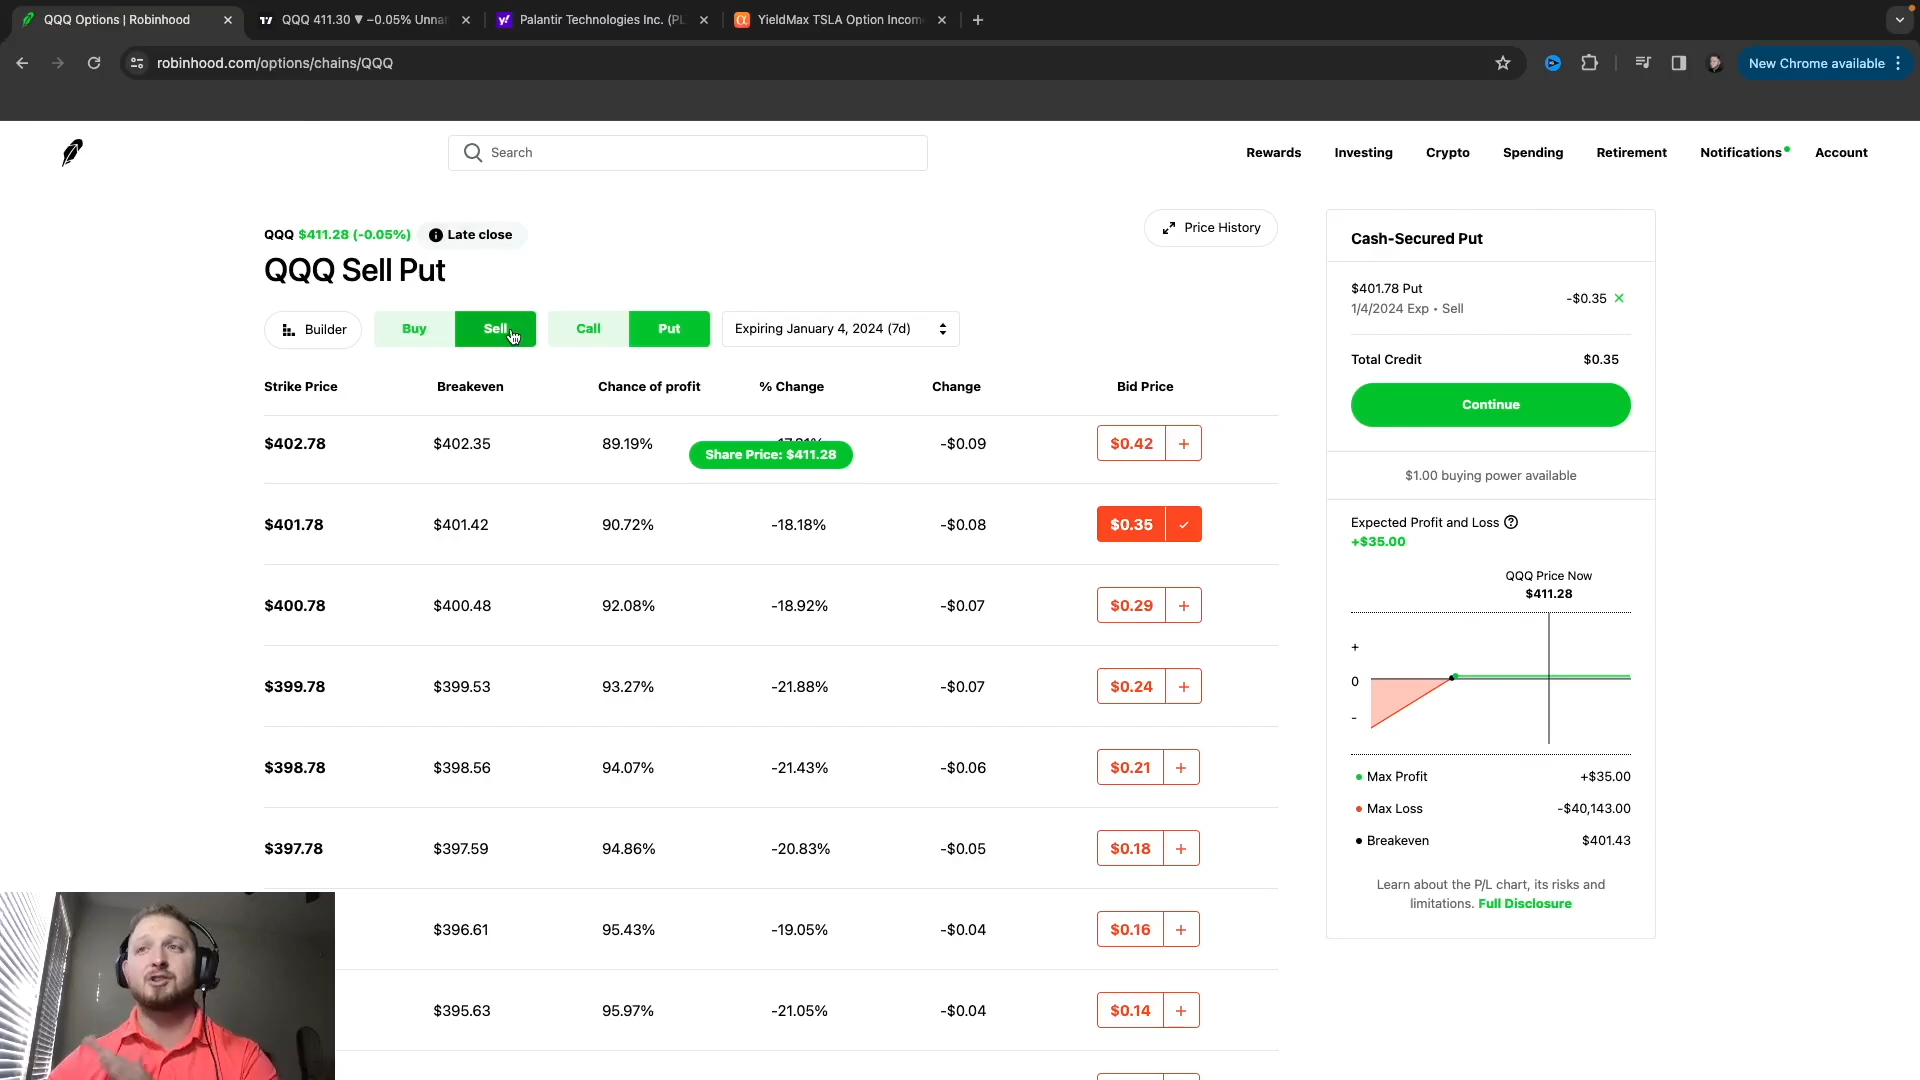 QQQ Options | Robinhood
QQQ 411.30 ▼ −0.05% Unna
Palantir Technologies Inc. (PL
YieldMax TSLA Option Incom
robinhood.com/options/chains/QQQ
New Chrome available
Search
Rewards
Investing
Crypto
Spending
Retirement
Notifications
Account
QQQ $411.28 (-0.05%)
Late close
Price History
QQQ Sell Put
Builder
Buy
Sell
Call
Put
Expiring January 4, 2024 (7d)
Strike Price Breakeven Chance of profit % Change Change Bid Price
$402.78 $402.35 89.19% -$0.09 $0.42 +
Share Price: $411.28
$401.78 $401.42 90.72% -18.18% -$0.08 $0.35
$400.78 $400.48 92.08% -18.92% -$0.07 $0.29 +
$399.78 $399.53 93.27% -21.88% -$0.07 $0.24 +
$398.78 $398.56 94.07% -21.43% -$0.06 $0.21 +
$397.78 $397.59 94.86% -20.83% -$0.05 $0.18 +
$396.61 95.43% -19.05% -$0.04 $0.16 +
$395.63 95.97% -21.05% -$0.04 $0.14 +
Cash-Secured Put
$401.78 Put
-$0.35
1/4/2024 Exp • Sell
Total Credit $0.35
Continue
$1.00 buying power available
Expected Profit and Loss
+$35.00
QQQ Price Now
$411.28
+
0
-
Max Profit +$35.00
Max Loss -$40,143.00
Breakeven $401.43
Learn about the P/L chart, its risks and
limitations. Full Disclosure